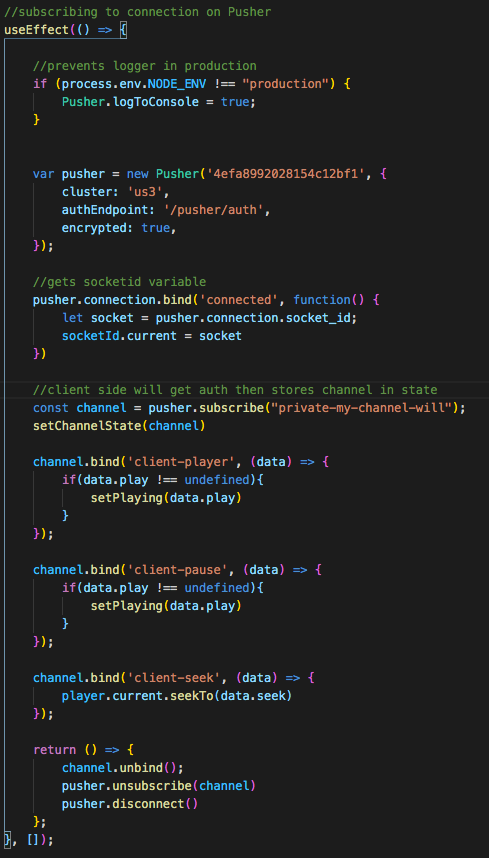 //subscribing to connection on Pusher
useEffect(() => {
//prevents logger in production
if (process.env.NODE_ENV !== "production") {
Pusher.logToConsole = true;
}
var pusher = new Pusher('4efa8992028154c12bf1', {
cluster: 'us3',
authEndpoint: '/pusher/auth',
encrypted: true,
});
//gets socketid variable
pusher.connection.bind('connected', function() {
let socket = pusher.connection.socket_id;
socketId.current = socket
})
//client side will get auth then stores channel in state
const channel = pusher.subscribe("private-my-channel-will");
setChannelState(channel)
channel.bind('client-player', (data) => {
if(data.play !== undefined){
setPlaying(data.play)
}
});
channel.bind('client-pause', (data) => {
if(data.play !== undefined){
setPlaying(data.play)
}
});
channel.bind('client-seek', (data) => {
player.current.seekTo(data.seek)
});
return () => {
channel.unbind();
pusher.unsubscribe(channel)
pusher.disconnect()
};
}, []);